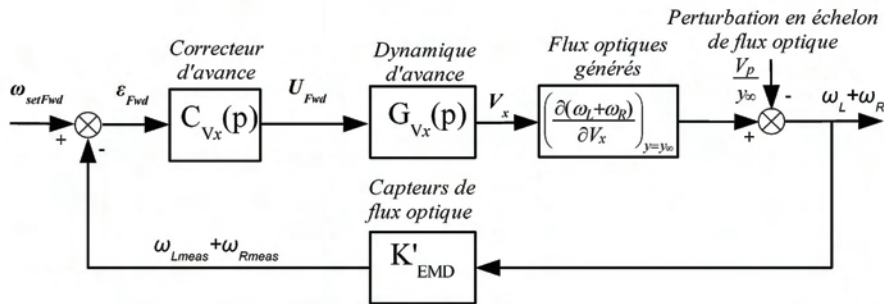 Perturbation en échelon
de flux optique
Correcteur
d'avance
Dynamique
d'avance
Flux optiques
générés
V_p
y∞
ω_setFwd
ε_Fwd
C_Vx(p)
U_Fwd
G_Vx(p)
V_x
(∂(ω_L+ω_R)/∂V_x)_y=y∞
ω_L+ω_R
+
-
+
-
Capteurs de
flux optique
ω_Lmeas+ω_Rmeas
K'_EMD